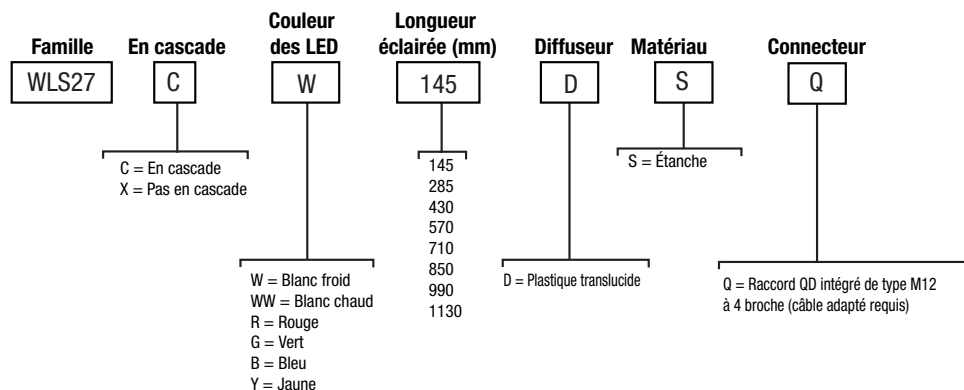 Famille
En cascade
Couleur
des LED
Longueur
éclairée (mm)
Diffuseur
Matériau
Connecteur
WLS27
C
W
145
D
S
Q
C = En cascade
X = Pas en cascade
W = Blanc froid
WW = Blanc chaud
R = Rouge
G = Vert
B = Bleu
Y = Jaune
145
285
430
570
710
850
990
1130
D = Plastique translucide
S = Étanche
Q = Raccord QD intégré de type M12
à 4 broche (câble adapté requis)